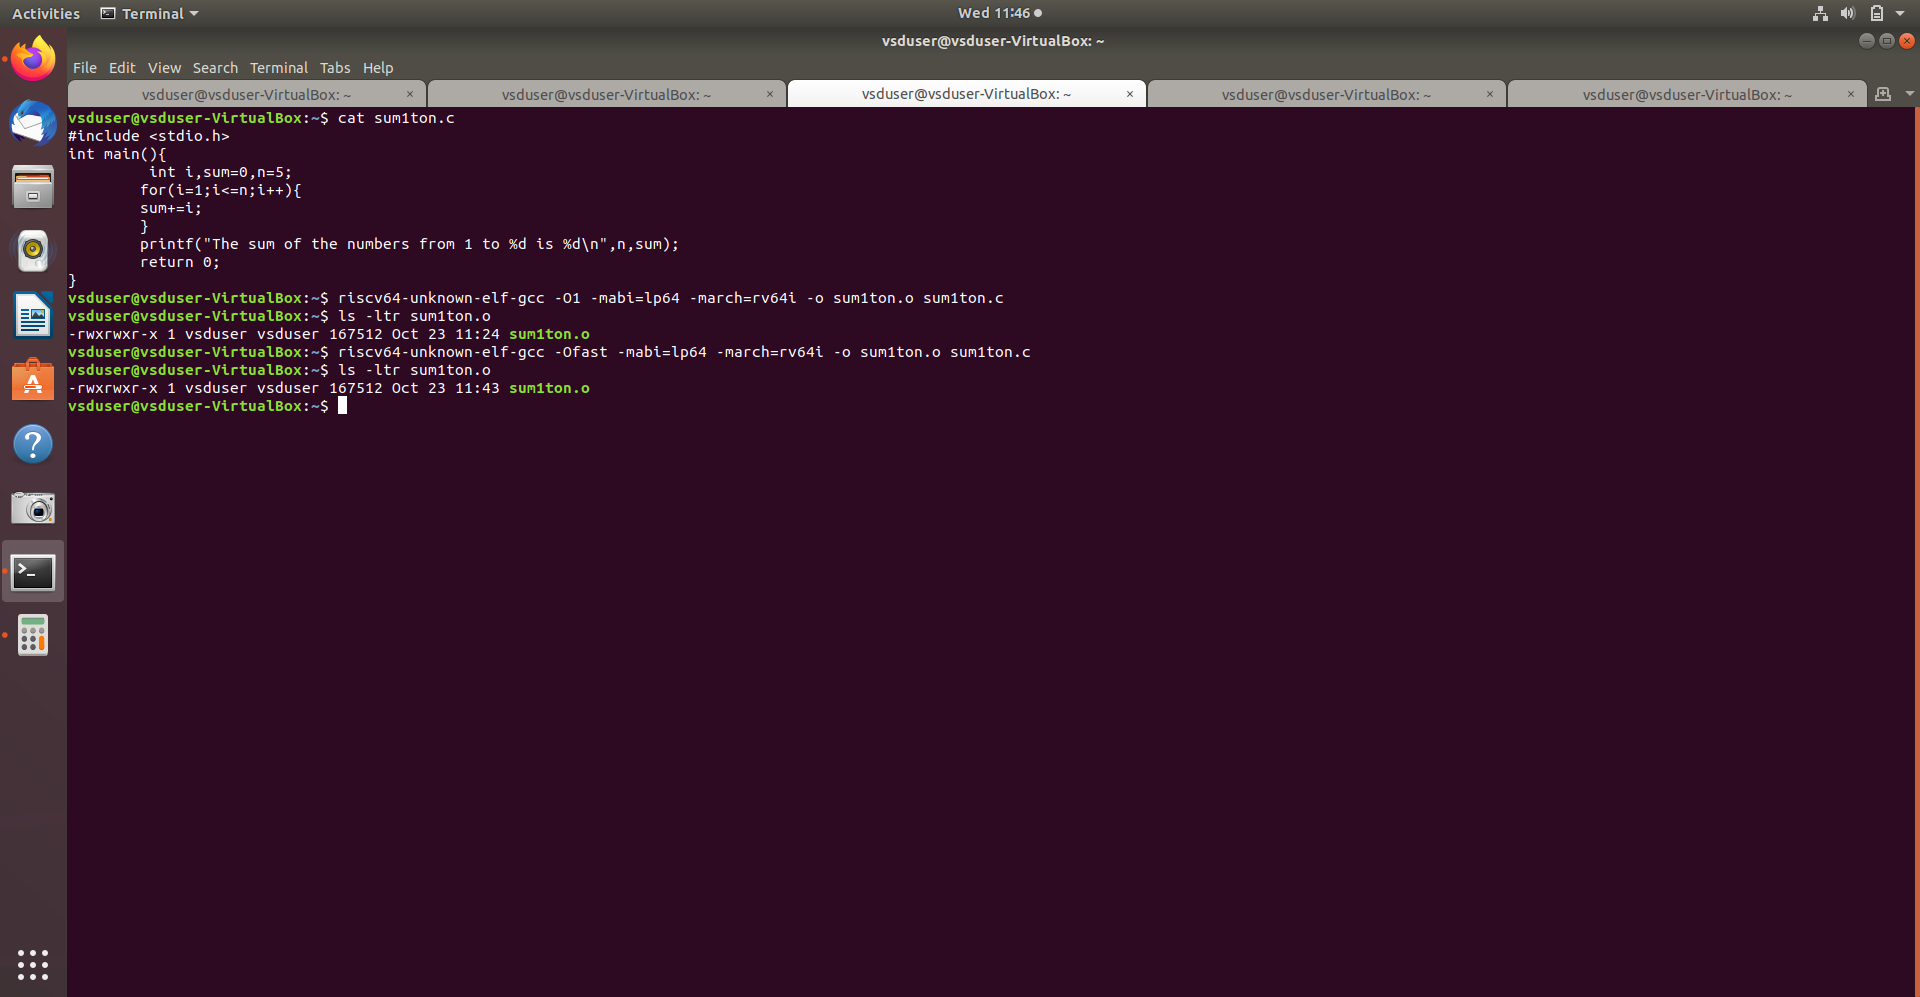 Activities Terminal Wed 11:46
vsduser@vsduser-VirtualBox: ~
File Edit View Search Terminal Tabs Help
vsduser@vsduser-VirtualBox: ~ × vsduser@vsduser-VirtualBox: ~ × vsduser@vsduser-VirtualBox: ~ × vsduser@vsduser-VirtualBox: ~ × vsduser@vsduser-VirtualBox: ~ ×
vsduser@vsduser-VirtualBox:~$ cat sum1ton.c
#include <stdio.h>
int main(){
         int i,sum=0,n=5;
        for(i=1;i<=n;i++){
        sum+=i;
        }
        printf("The sum of the numbers from 1 to %d is %d\n",n,sum);
        return 0;
}
vsduser@vsduser-VirtualBox:~$ riscv64-unknown-elf-gcc -O1 -mabi=lp64 -march=rv64i -o sum1ton.o sum1ton.c
vsduser@vsduser-VirtualBox:~$ ls -ltr sum1ton.o
-rwxrwxr-x 1 vsduser vsduser 167512 Oct 23 11:24 sum1ton.o
vsduser@vsduser-VirtualBox:~$ riscv64-unknown-elf-gcc -Ofast -mabi=lp64 -march=rv64i -o sum1ton.o sum1ton.c
vsduser@vsduser-VirtualBox:~$ ls -ltr sum1ton.o
-rwxrwxr-x 1 vsduser vsduser 167512 Oct 23 11:43 sum1ton.o
vsduser@vsduser-VirtualBox:~$